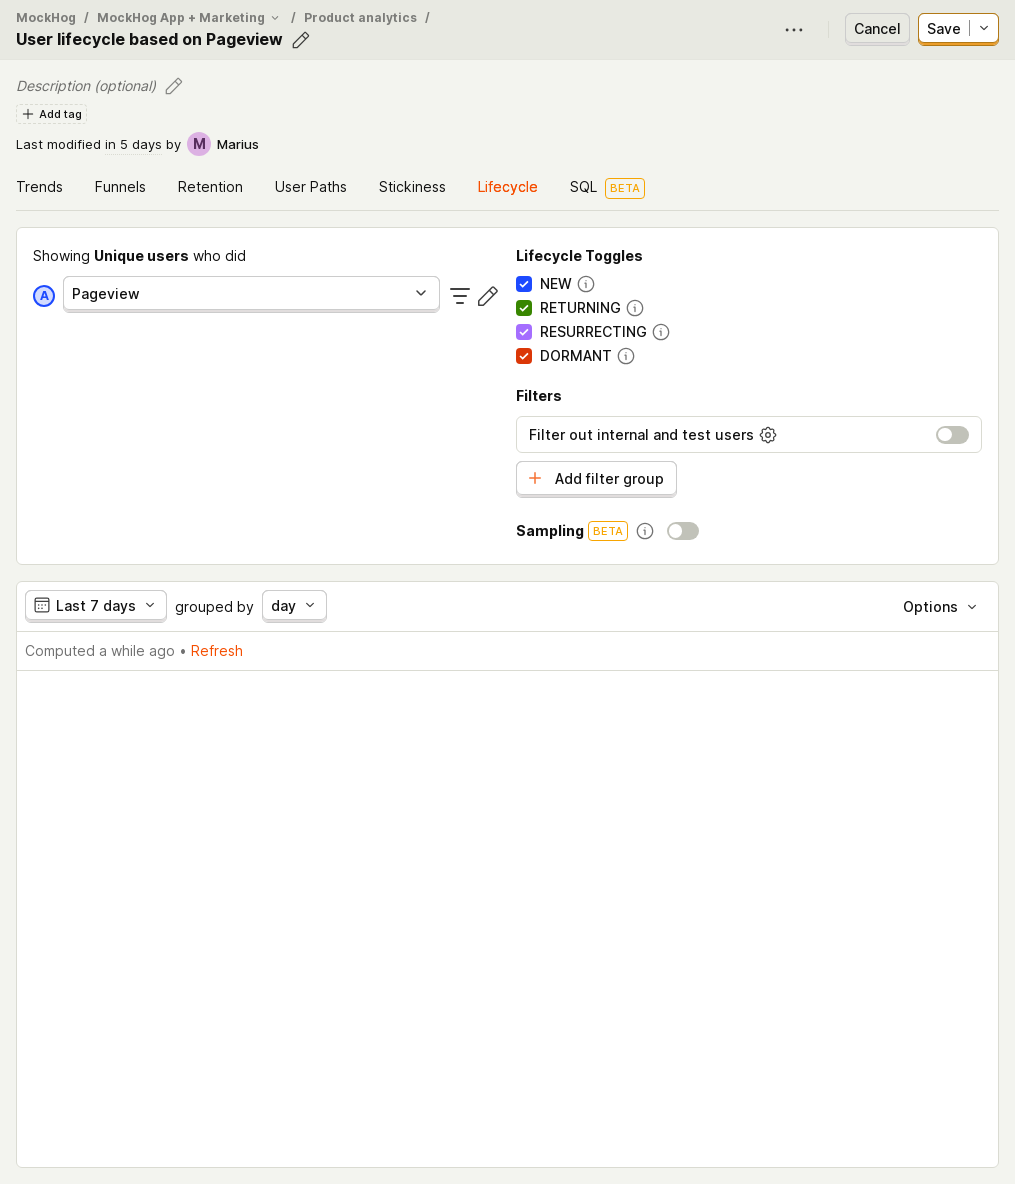 MockHog / MockHog App + Marketing / Product analytics /
User lifecycle based on Pageview
Cancel
Save
Description (optional)
Add tag
Last modified in 5 days by M Marius
Trends Funnels Retention User Paths Stickiness Lifecycle SQL BETA
Showing Unique users who did
A Pageview
Lifecycle Toggles
NEW
RETURNING
RESURRECTING
DORMANT
Filters
Filter out internal and test users
Add filter group
Sampling BETA
Last 7 days grouped by day Options
Computed a while ago • Refresh